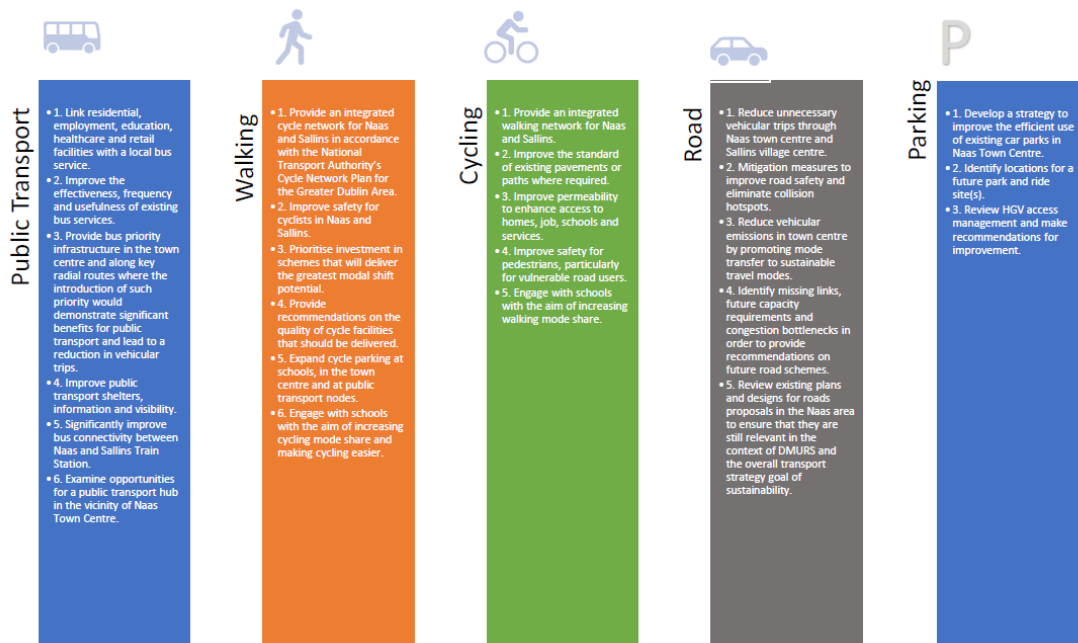 P
Public Transport
• 1. Link residential,
employment, education,
healthcare and retail
facilities with a local bus
service.
• 2. Improve the
effectiveness, frequency
and usefulness of existing
bus services.
• 3. Provide bus priority
infrastructure in the town
centre and along key
radial routes where the
introduction of such
priority would
demonstrate significant
benefits for public
transport and lead to a
reduction in vehicular
trips.
• 4. Improve public
transport shelters,
information and visibility.
• 5. Significantly improve
bus connectivity between
Naas and Sallins Train
Station.
• 6. Examine opportunities
for a public transport hub
in the vicinity of Naas
Town Centre.
Walking
• 1. Provide an integrated
cycle network for Naas
and Sallins in accordance
with the National
Transport Authority's
Cycle Network Plan for
the Greater Dublin Area.
• 2. Improve safety for
cyclists in Naas and
Sallins.
• 3. Prioritise investment in
schemes that will deliver
the greatest modal shift
potential.
• 4. Provide
recommendations on the
quality of cycle facilities
that should be delivered.
• 5. Expand cycle parking at
schools, in the town
centre and at public
transport nodes.
• 6. Engage with schools
with the aim of increasing
cycling mode share and
making cycling easier.
Cycling
• 1. Provide an integrated
walking network for Naas
and Sallins.
• 2. Improve the standard
of existing pavements or
paths where required.
• 3. Improve permeability
to enhance access to
homes, job, schools and
services.
• 4. Improve safety for
pedestrians, particularly
for vulnerable road users.
• 5. Engage with schools
with the aim of increasing
walking mode share.
Road
• 1. Reduce unnecessary
vehicular trips through
Naas town centre and
Sallins village centre.
• 2. Mitigation measures to
improve road safety and
eliminate collision
hotspots.
• 3. Reduce vehicular
emissions in town centre
by promoting mode
transfer to sustainable
travel modes.
• 4. Identify missing links,
future capacity
requirements and
congestion bottlenecks in
order to provide
recommendations on
future road schemes.
• 5. Review existing plans
and designs for roads
proposals in the Naas area
to ensure that they are
still relevant in the
context of DMURS and
the overall transport
strategy goal of
sustainability.
Parking
• 1. Develop a strategy to
improve the efficient use
of existing car parks in
Naas Town Centre.
• 2. Identify locations for a
future park and ride
site(s).
• 3. Review HGV access
management and make
recommendations for
improvement.